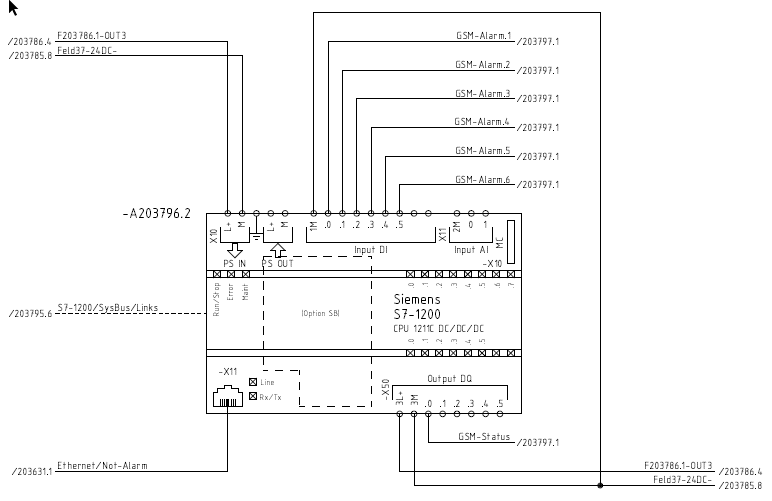 F203786.1-OUT3
/203786.4
Feld37-24DC-
/203785.8
GSM-Alarm.1
/203797.1
GSM-Alarm.2
/203797.1
GSM-Alarm.3
/203797.1
GSM-Alarm.4
/203797.1
GSM-Alarm.5
/203797.1
GSM-Alarm.6
/203797.1
-A203796.2
X10 L+ M L+ M 1M .0 .1 .2 .3 .4 .5 X11 2M 0 1 MC
Input DI Input AI
PS IN PS OUT -X10
Run/Stop Error Maint .0 .1 .2 .3 .4 .5 .6 .7
/203795.6 S7-1200/SysBus/Links
(Option SB)
Siemens
S7-1200
CPU 1211C DC/DC/DC
.0 .1 .2 .3 .4 .5
-X11
Line
Rx/Tx
Output DQ
-X50 3L+ 3M .0 .1 .2 .3 .4 .5
GSM-Status
/203797.1
Ethernet/Not-Alarm
/203631.1
F203786.1-OUT3
/203786.4
Feld37-24DC-
/203785.8